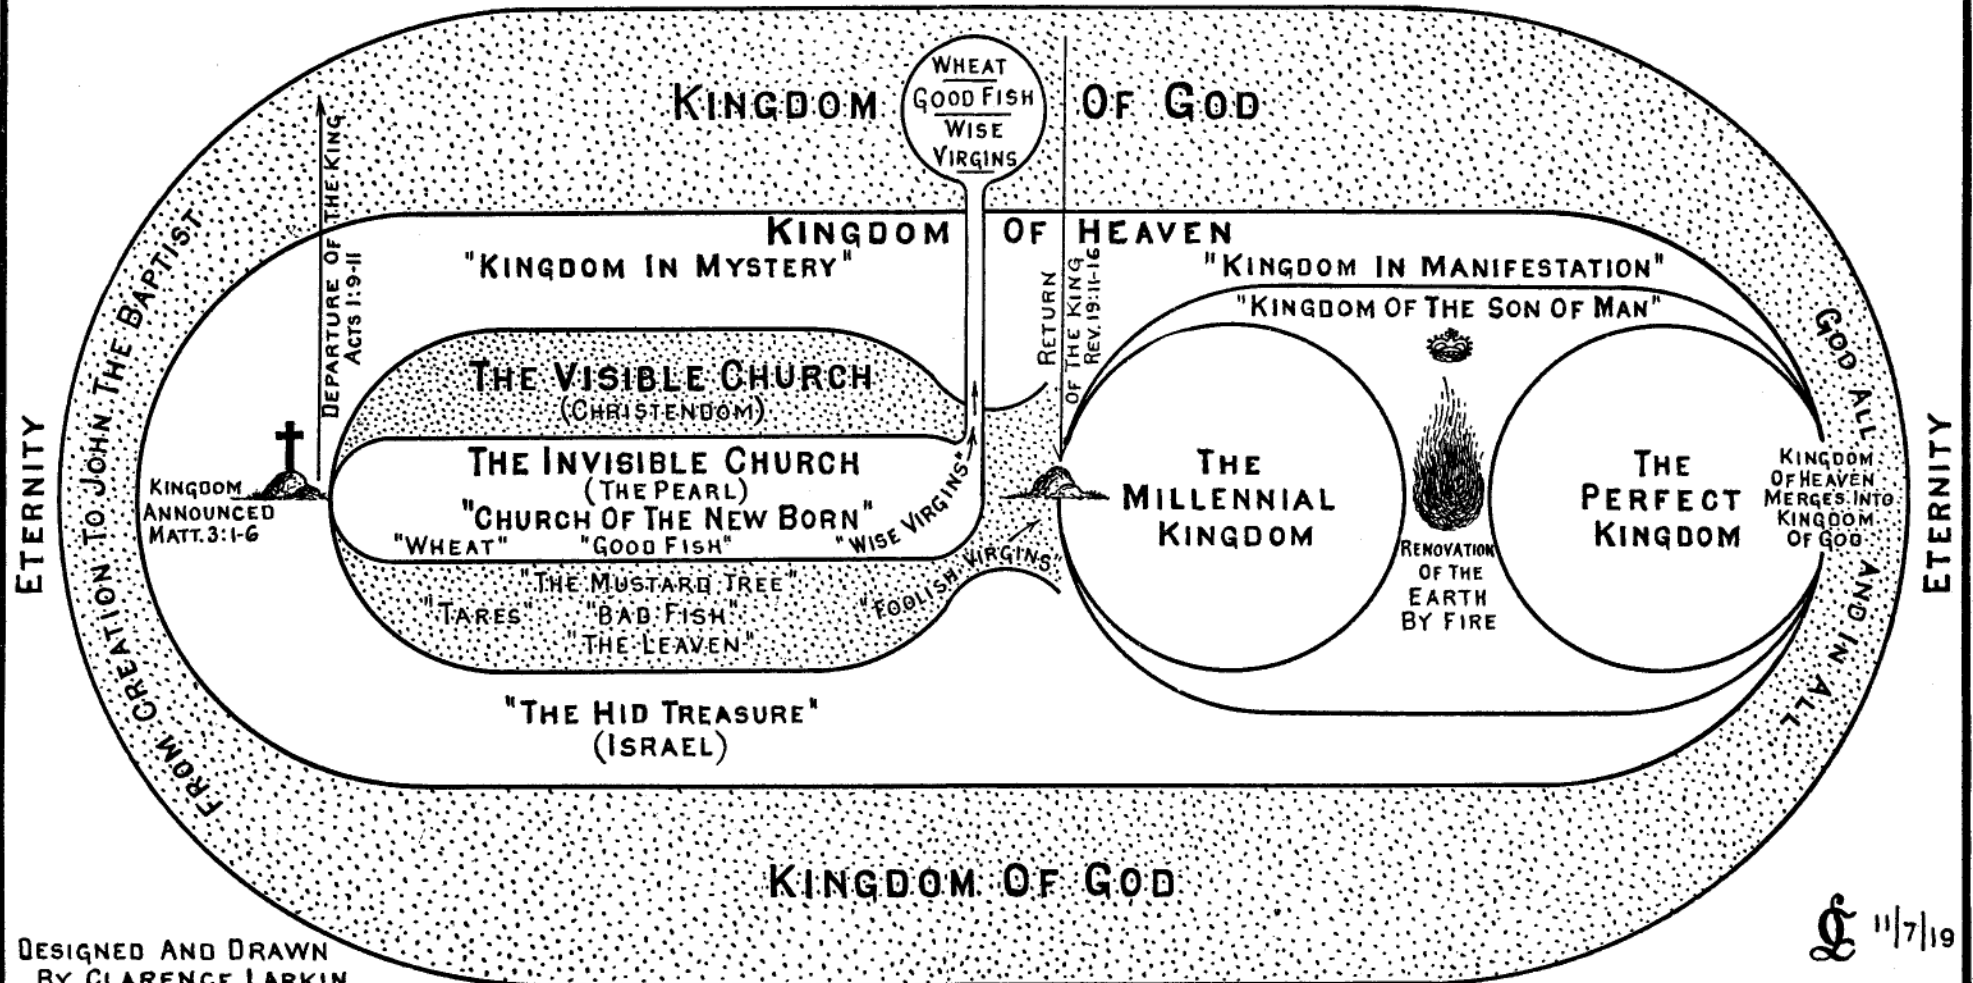 KINGDOM OF GOD
WHEAT
GOOD FISH
WISE
VIRGINS
KINGDOM OF HEAVEN
"KINGDOM IN MYSTERY"
"KINGDOM IN MANIFESTATION"
"KINGDOM OF THE SON OF MAN"
ETERNITY
FROM CREATION TO JOHN THE BAPTIST
KINGDOM
ANNOUNCED
MATT. 3:1-6
DEPARTURE OF THE KING
ACTS 1:9-11
THE VISIBLE CHURCH
(CHRISTENDOM)
THE INVISIBLE CHURCH
(THE PEARL)
"CHURCH OF THE NEW BORN"
"WHEAT" "GOOD FISH" "WISE VIRGINS"
"THE MUSTARD TREE"
"TARES" "BAD FISH" "FOOLISH VIRGINS"
"THE LEAVEN"
"THE HID TREASURE"
(ISRAEL)
RETURN
OF THE KING
REV. 19:11-16
THE
MILLENNIAL
KINGDOM
RENOVATION
OF THE
EARTH
BY FIRE
THE
PERFECT
KINGDOM
KINGDOM
OF HEAVEN
MERGES INTO
KINGDOM
OF GOD
GOD ALL AND IN ALL
ETERNITY
KINGDOM OF GOD
DESIGNED AND DRAWN
BY CLARENCE LARKIN
11/7/19